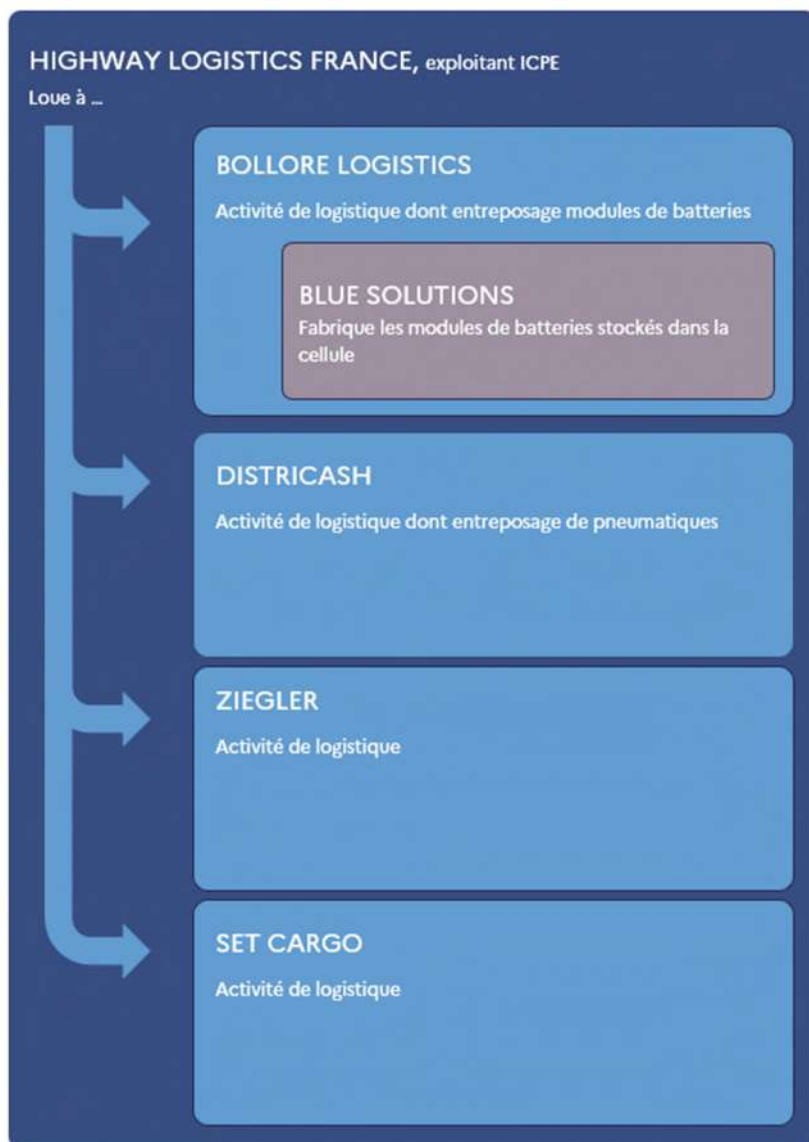 HIGHWAY LOGISTICS FRANCE, exploitant ICPE
Loue à ...
BOLLORE LOGISTICS
Activité de logistique dont entreposage modules de batteries
BLUE SOLUTIONS
Fabrique les modules de batteries stockés dans la
cellule
DISTRICASH
Activité de logistique dont entreposage de pneumatiques
ZIEGLER
Activité de logistique
SET CARGO
Activité de logistique